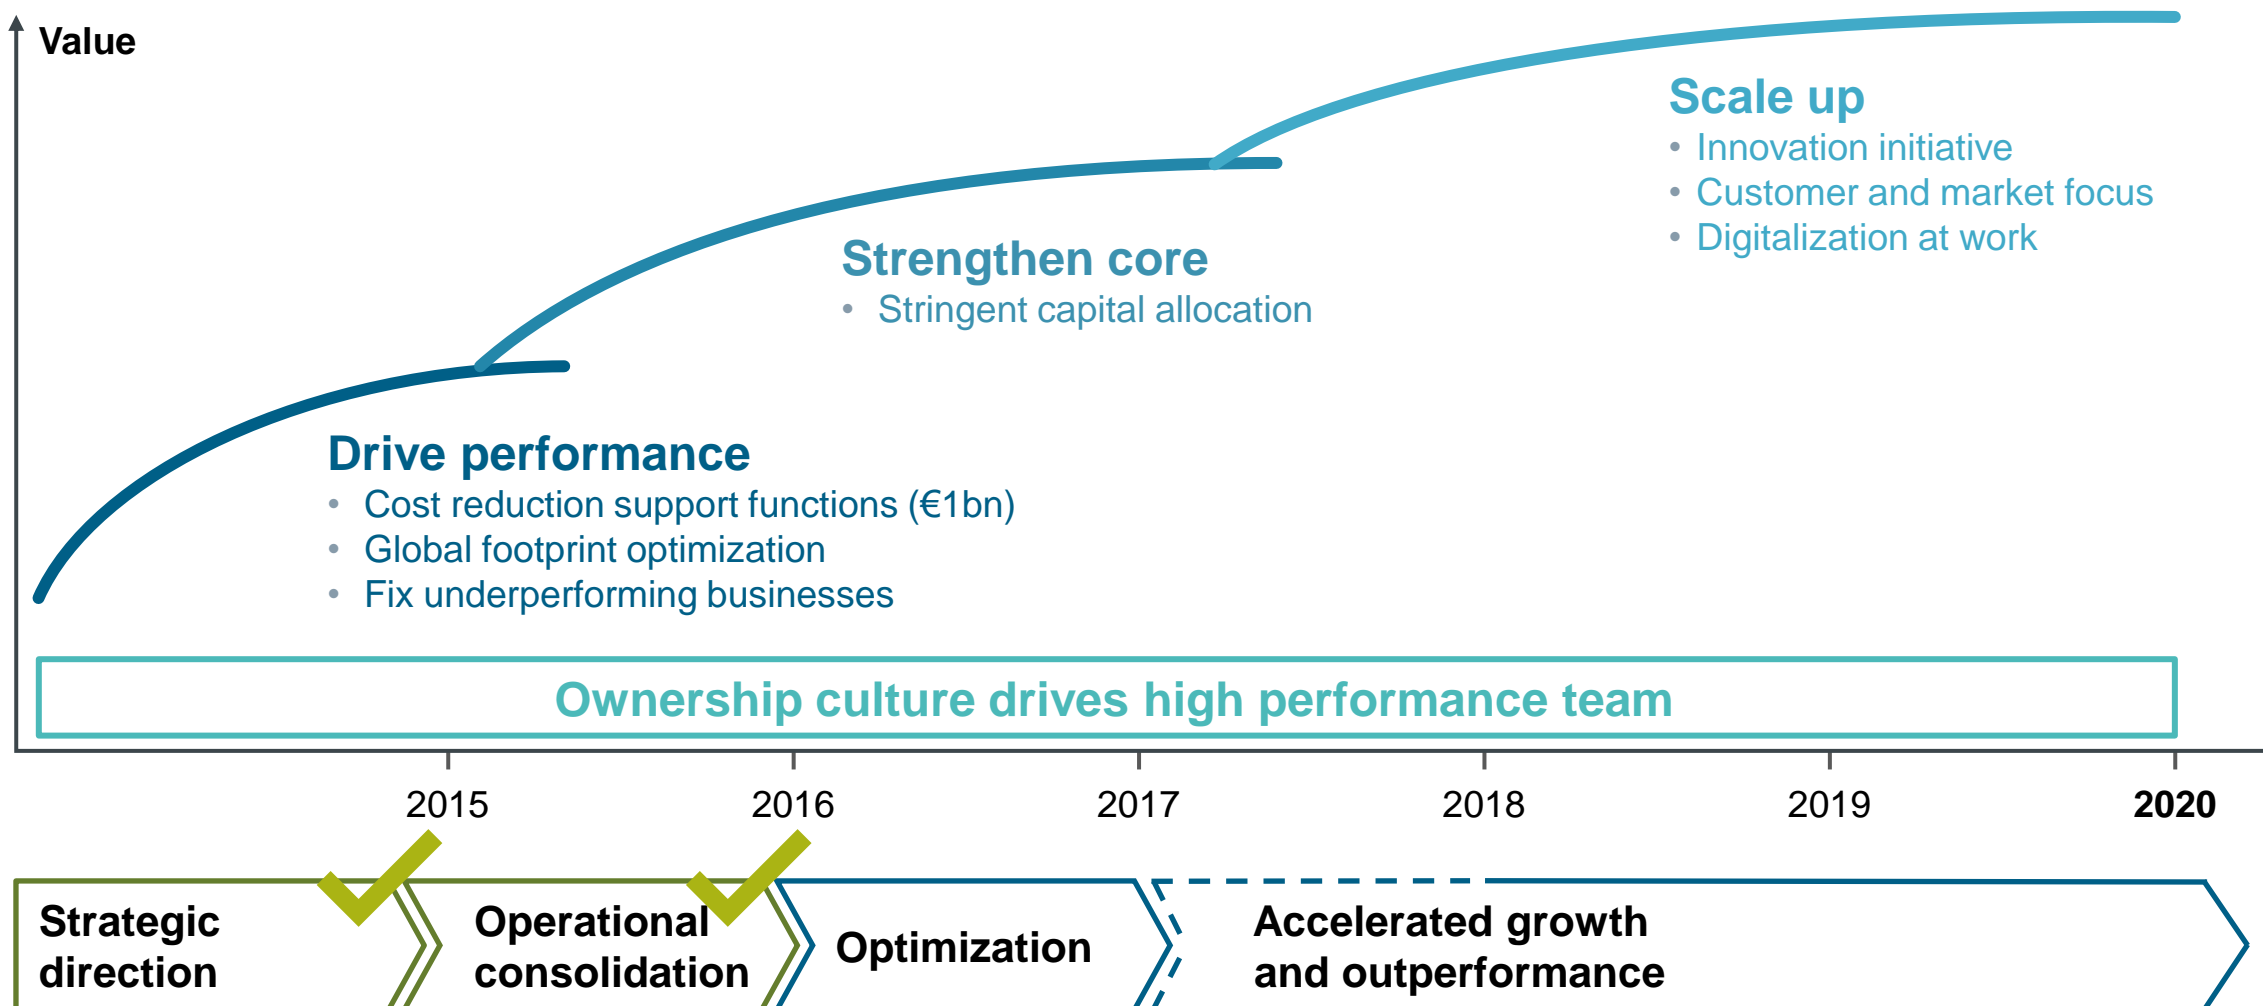 Value
Scale up
• Innovation initiative
• Customer and market focus
• Digitalization at work
Strengthen core
• Stringent capital allocation
Drive performance
• Cost reduction support functions (€1bn)
• Global footprint optimization
• Fix underperforming businesses
Ownership culture drives high performance team
2015 2016 2017 2018 2019 2020
Strategic
direction
Operational
consolidation
Optimization
Accelerated growth
and outperformance